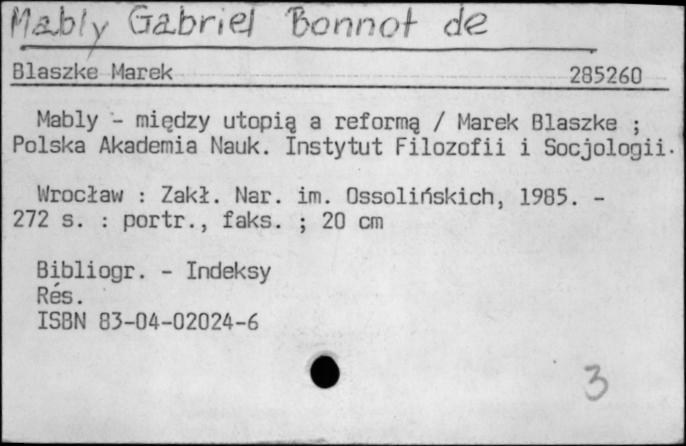 Mably Gabriel Bonnot de
Blaszke Marek 285260
Mably - między utopią a reformą / Marek Blaszke ;
Polska Akademia Nauk. Instytut Filozofii i Socjologii.
Wrocław : Zakł. Nar. im. Ossolińskich, 1985. -
272 s. : portr., faks. ; 20 cm
Bibliogr. - Indeksy
Rés.
ISBN 83-04-02024-6
3